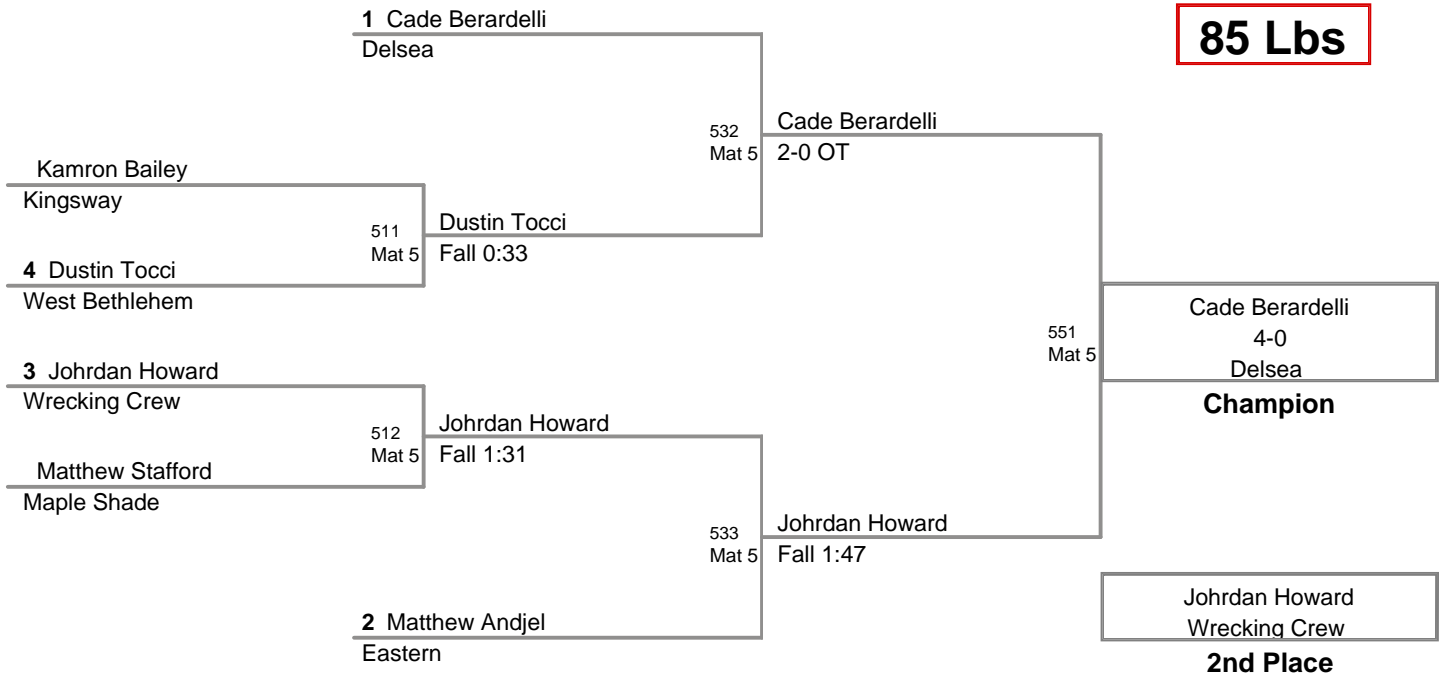 1 Cade Berardelli
Delsea
85 Lbs
532
Mat 5
Cade Berardelli
2-0 OT
Kamron Bailey
Kingsway
511
Mat 5
Dustin Tocci
Fall 0:33
4 Dustin Tocci
West Bethlehem
551
Mat 5
Cade Berardelli
4-0
Delsea
Champion
3 Johrdan Howard
Wrecking Crew
512
Mat 5
Johrdan Howard
Fall 1:31
Matthew Stafford
Maple Shade
533
Mat 5
Johrdan Howard
Fall 1:47
2 Matthew Andjel
Eastern
Johrdan Howard
Wrecking Crew
2nd Place